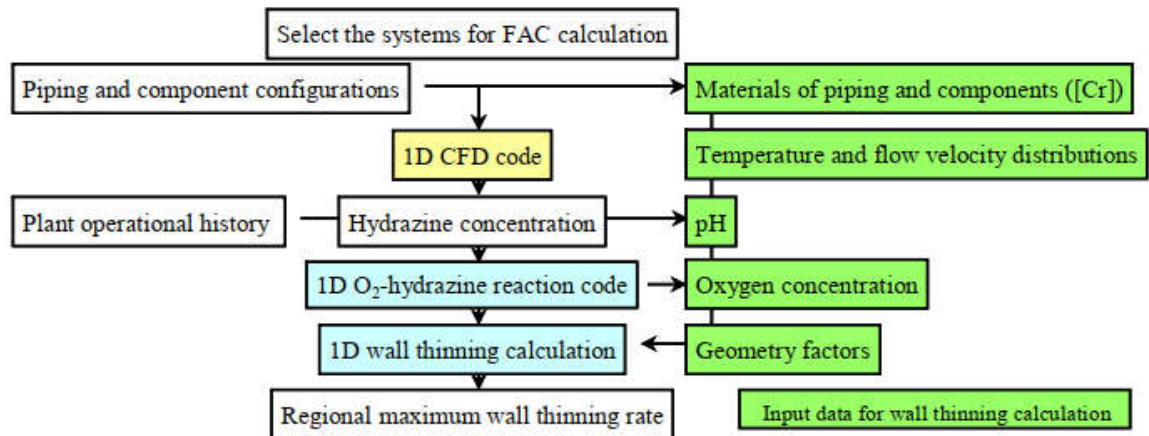 Select the systems for FAC calculation
Piping and component configurations
Materials of piping and components ([Cr])
1D CFD code
Temperature and flow velocity distributions
Plant operational history
Hydrazine concentration
pH
1D O₂-hydrazine reaction code
Oxygen concentration
1D wall thinning calculation
Geometry factors
Regional maximum wall thinning rate
Input data for wall thinning calculation